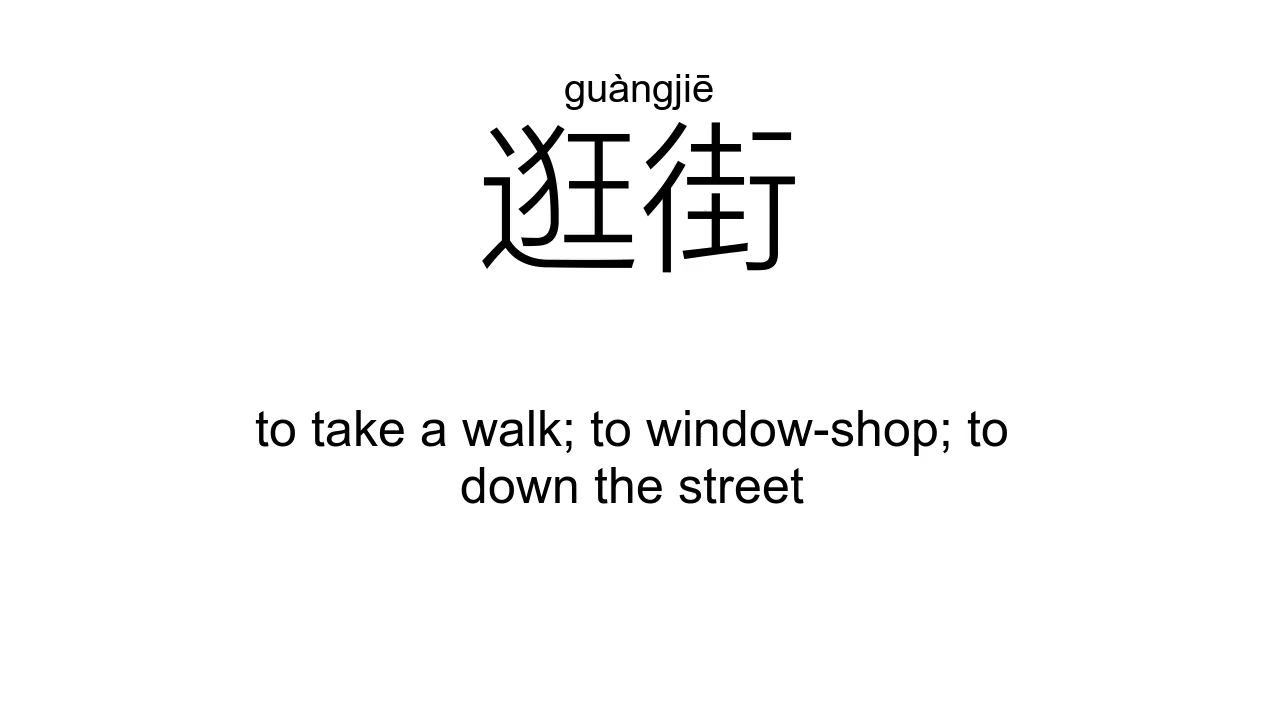 guàngjiē
逛街
to take a walk; to window-shop; to
down the street